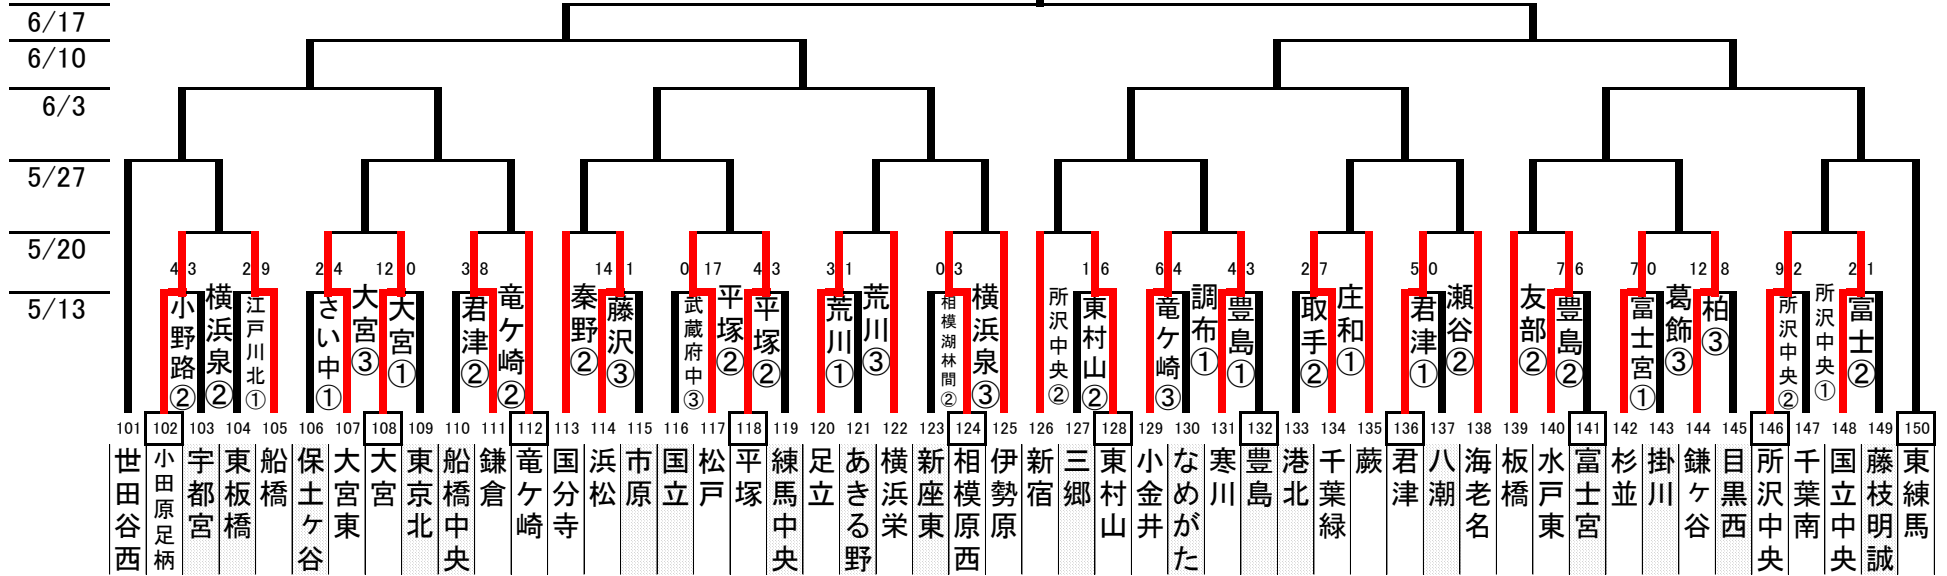 6/17
6/10
6/3
5/27
5/20
5/13
4 3
2 9
2 4
12 0
3 8
14 1
0 17
4 3
3 1
0 3
1 6
6 4
4 3
2 7
5 0
7 6
7 0
12 8
9 2
2 1
小野路②
横浜泉②
江戸川北①
さい中①
大宮③
大宮①
君津②
竜ケ崎②
秦野②
藤沢③
武蔵府中③
平塚②
平塚②
荒川①
荒川③
相模湖林間②
横浜泉③
所沢中央②
東村山②
竜ケ崎③
調布①
豊島①
取手②
庄和①
君津①
瀬谷②
友部②
豊島②
富士宮①
葛飾③
柏③
所沢中央②
所沢中央①
富士②
101 102 103 104 105 106 107 108 109 110 111 112 113 114 115 116 117 118 119 120 121 122 123 124 125 126 127 128 129 130 131 132 133 134 135 136 137 138 139 140 141 142 143 144 145 146 147 148 149 150
世田谷西
小田原足柄
宇都宮
東板橋
船橋
保土ヶ谷
大宮東
大宮
東京北
船橋中央
鎌倉
竜ケ崎
国分寺
浜松
市原
国立
松戸
平塚
練馬中央
足立
あきる野
横浜栄
新座東
相模原西
伊勢原
新宿
三郷
東村山
小金井
なめがた
寒川
豊島
港北
千葉緑
蕨
君津
八潮
海老名
板橋
水戸東
富士宮
杉並
掛川
鎌ヶ谷
目黒西
所沢中央
千葉南
国立中央
藤枝明誠
東練馬